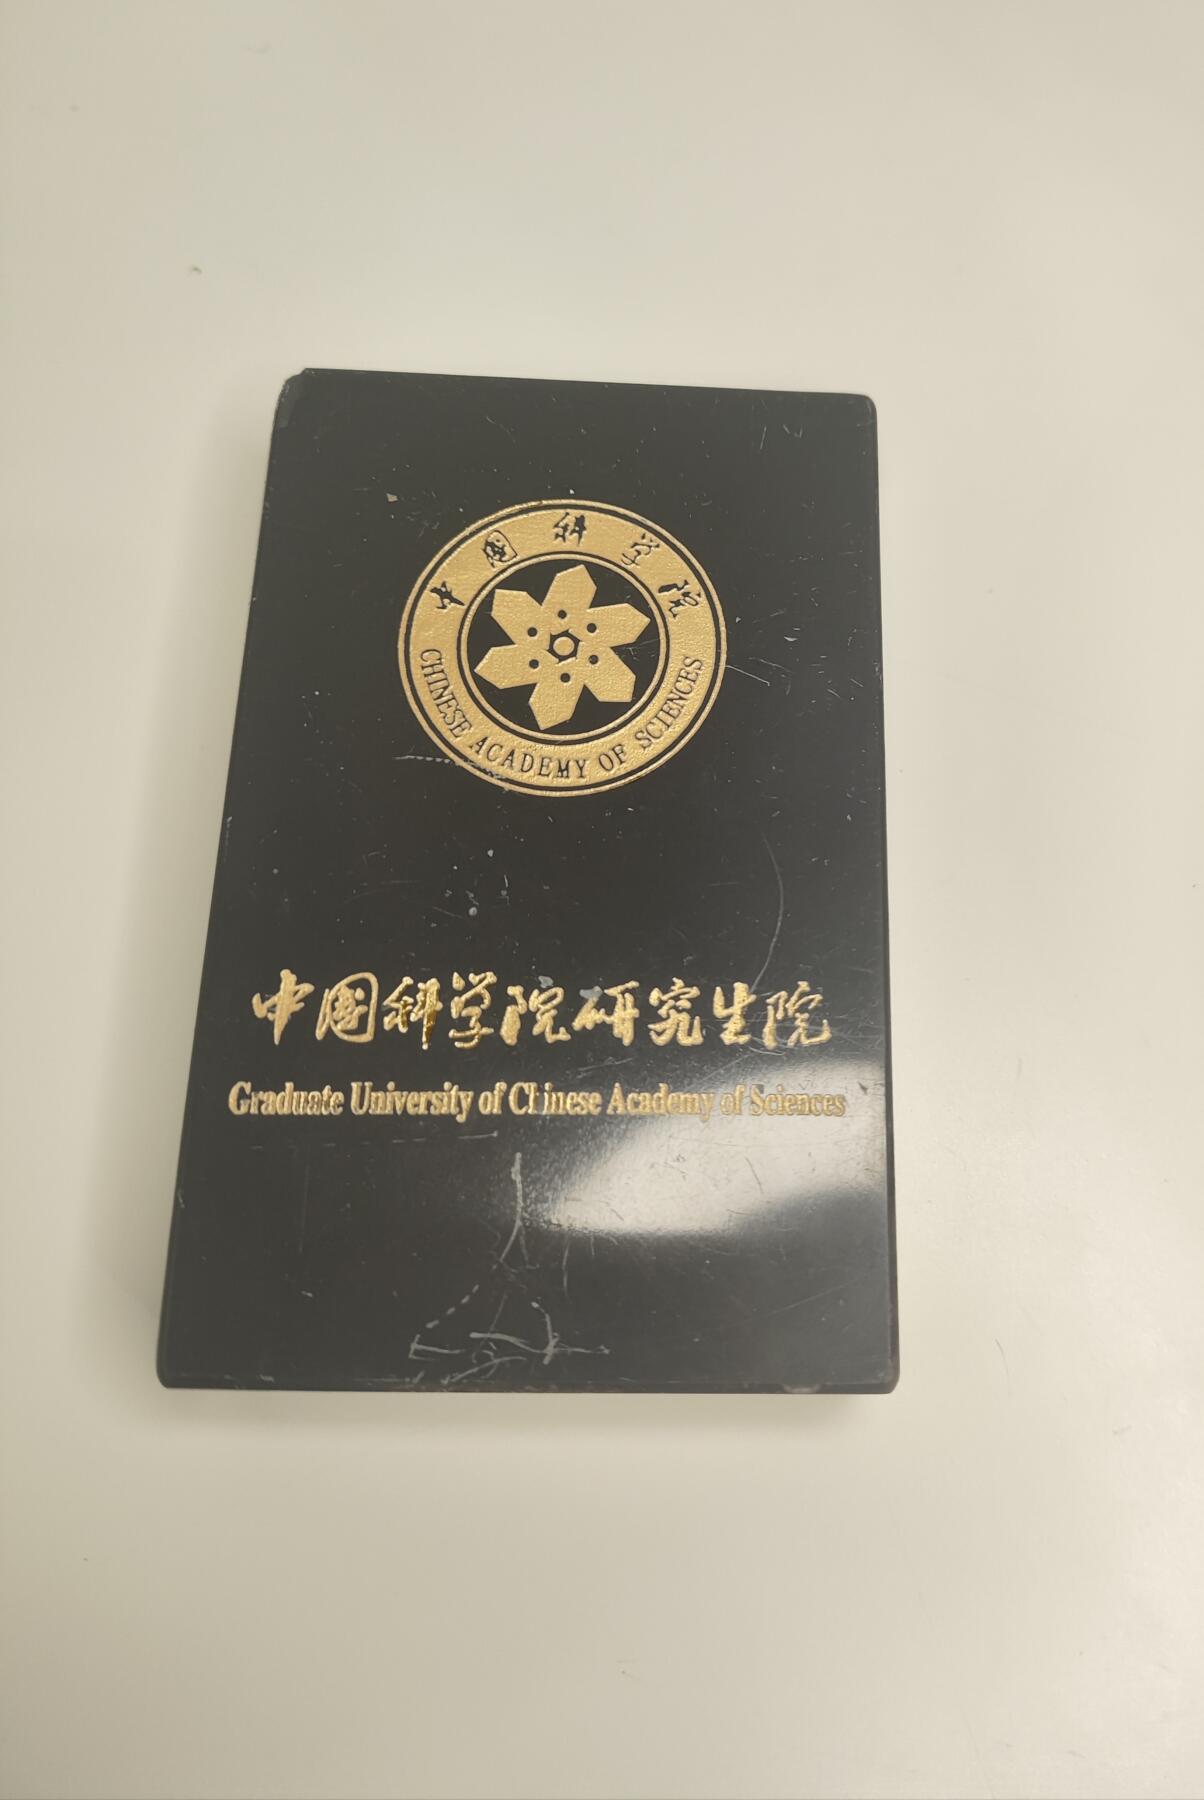 中国科学院
CHINESE ACADEMY OF SCIENCES
中国科学院研究生院
Graduate University of Chinese Academy of Sciences